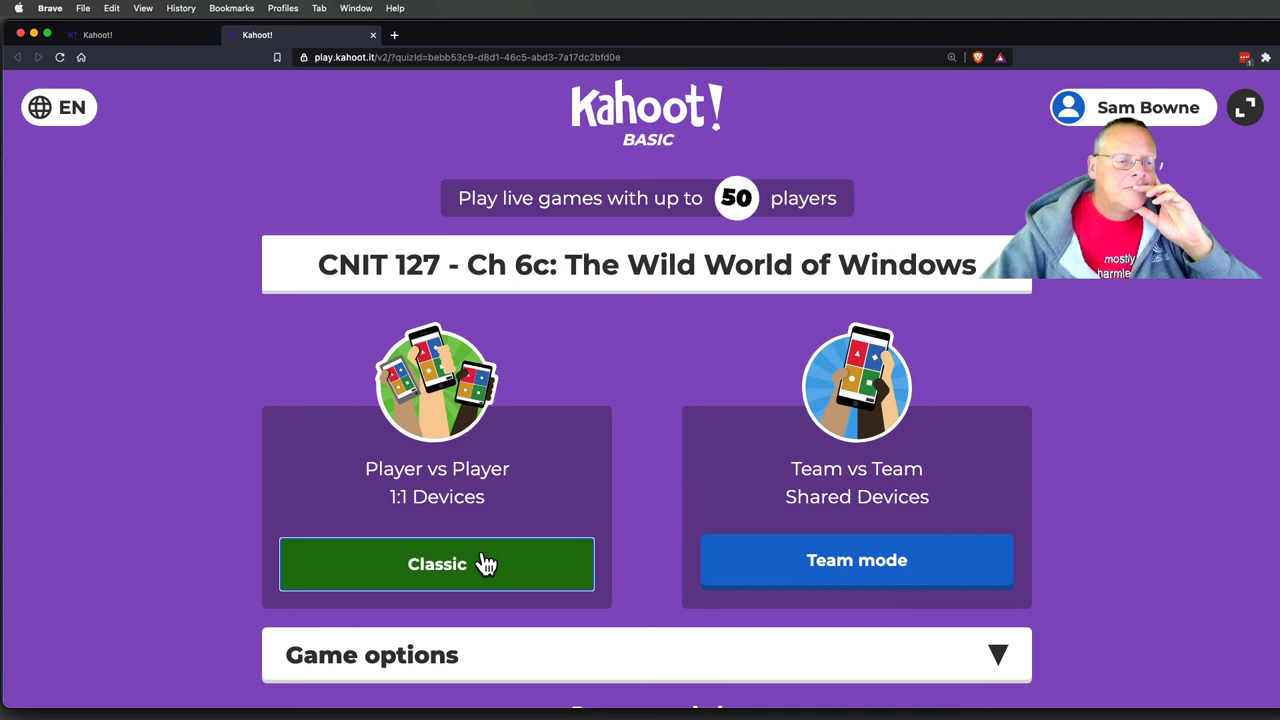 Brave File Edit View History Bookmarks Profiles Tab Window Help
Kahoot! Kahoot!
play.kahoot.it/v2/?quizId=bebb53c9-d8d1-46c5-abd3-7a17dc2bfd0e
EN
Kahoot!
BASIC
Sam Bowne
Play live games with up to 50 players
CNIT 127 - Ch 6c: The Wild World of Windows
mostly
harmless
Player vs Player
1:1 Devices
Classic
Team vs Team
Shared Devices
Team mode
Game options